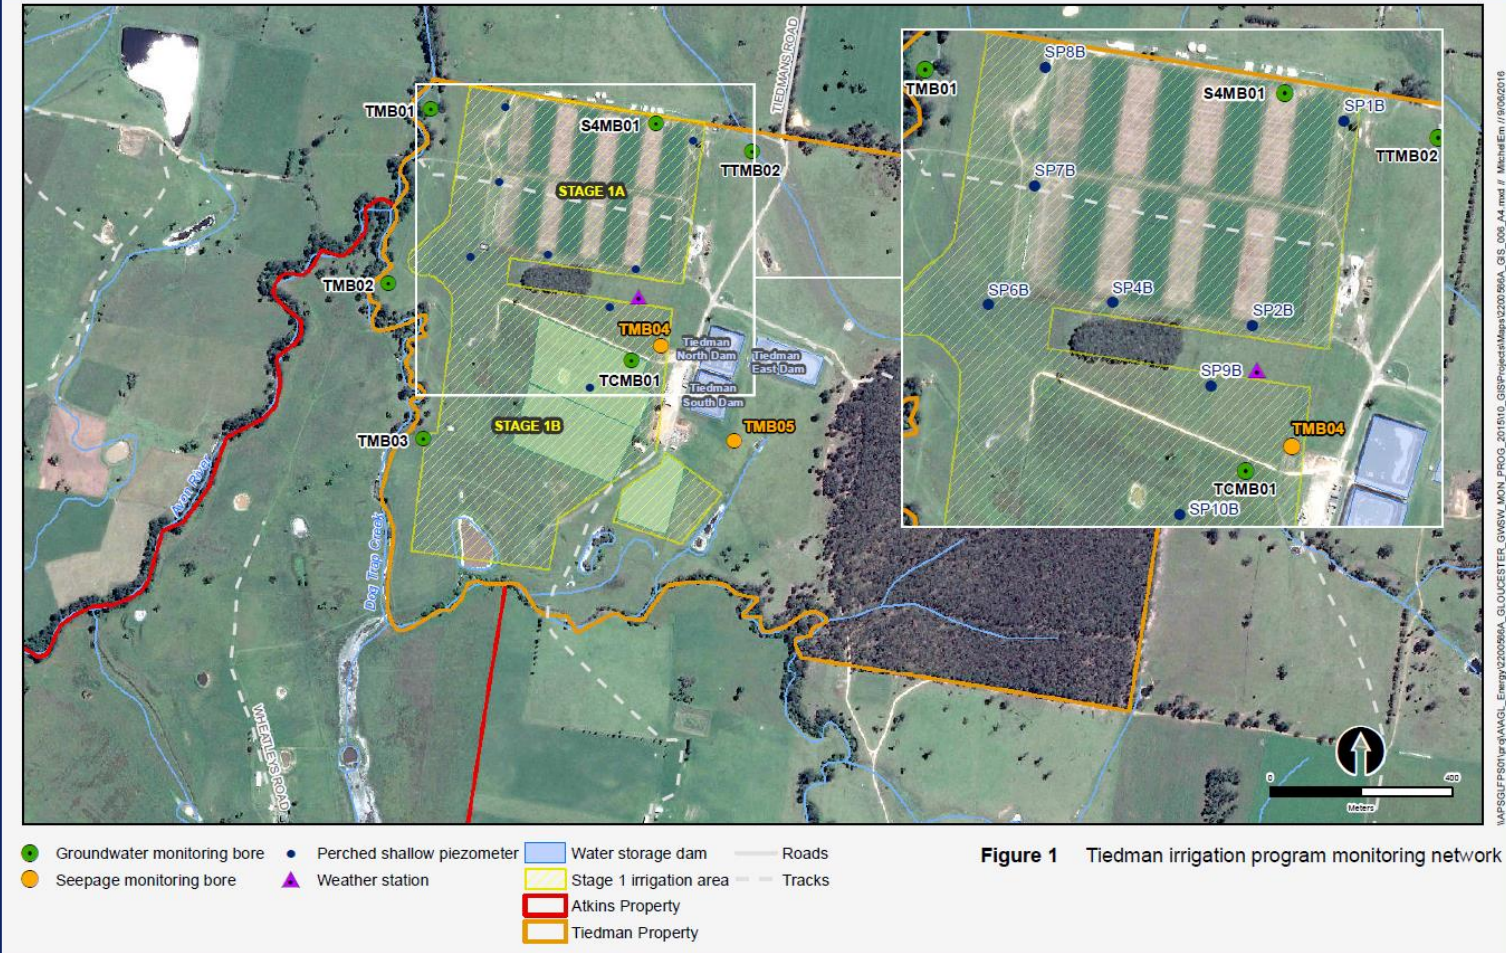 TIEDMANS ROAD
TMB01
S4MB01
TTMB02
STAGE 1A
TMB02
TMB04
Tiedman
North Dam
Tiedman
East Dam
TCMB01
Tiedman
South Dam
STAGE 1B
TMB03
TMB05
Avon River
Dog Trap Creek
WHEATLEYS ROAD
SP8B
TMB01
S4MB01
SP1B
TTMB02
SP7B
SP6B
SP4B
SP2B
SP9B
TMB04
TCMB01
SP10B
0
400
Meters
Groundwater monitoring bore
Perched shallow piezometer
Water storage dam
Roads
Seepage monitoring bore
Weather station
Stage 1 irrigation area
Tracks
Atkins Property
Tiedman Property
Figure 1 Tiedman irrigation program monitoring network